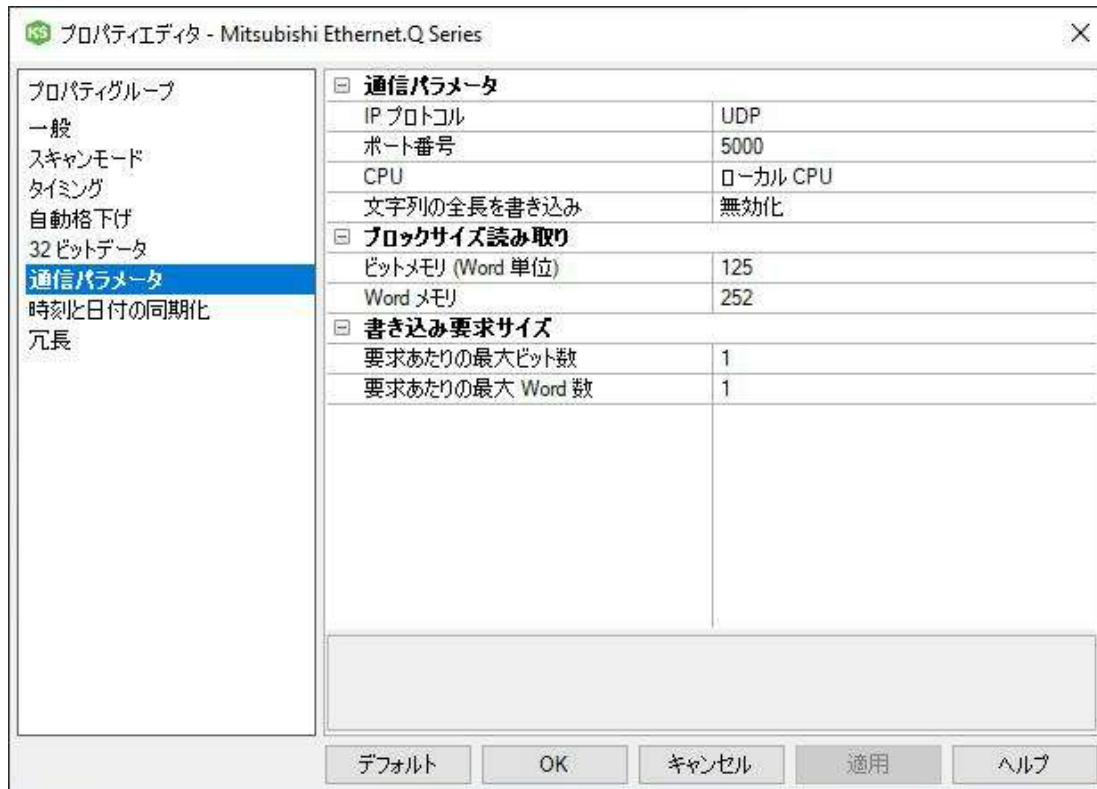 KS プロパティエディタ - Mitsubishi Ethernet.Q Series
プロパティグループ
一般
スキャンモード
タイミング
自動格下げ
32 ビットデータ
通信パラメータ
時刻と日付の同期化
冗長
通信パラメータ
IP プロトコル UDP
ポート番号 5000
CPU ローカル CPU
文字列の全長を書き込み 無効化
ブロックサイズ読み取り
ビットメモリ (Word 単位) 125
Word メモリ 252
書き込み要求サイズ
要求あたりの最大ビット数 1
要求あたりの最大 Word 数 1
デフォルト OK キャンセル 適用 ヘルプ